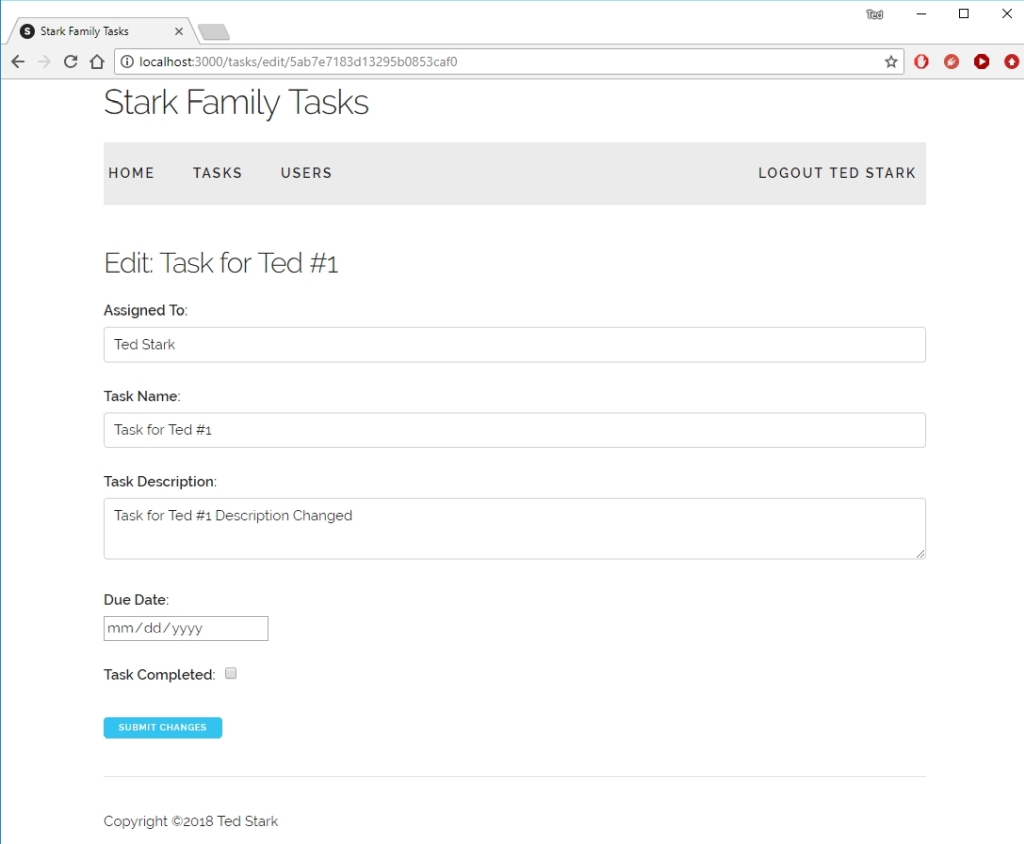 Ted
Stark Family Tasks
localhost:3000/tasks/edit/5ab7e7183d13295b0853caf0
Stark Family Tasks
HOME TASKS USERS LOGOUT TED STARK
Edit: Task for Ted #1
Assigned To:
Ted Stark
Task Name:
Task for Ted #1
Task Description:
Task for Ted #1 Description Changed
Due Date:
mm/dd/yyyy
Task Completed:
SUBMIT CHANGES
Copyright ©2018 Ted Stark